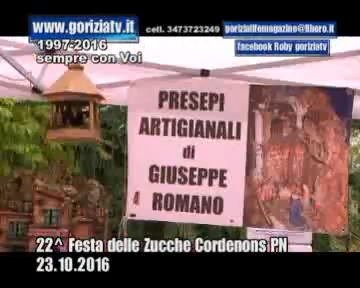 www.goriziatv.it
cell. 3473723249
gorizialifemagazine@libero.it
1997-2016
sempre con Voi
facebook Roby goriziatv
PRESEPI
ARTIGIANALI
di
GIUSEPPE
ROMANO
22^ Festa delle Zucche Cordenons PN
23.10.2016